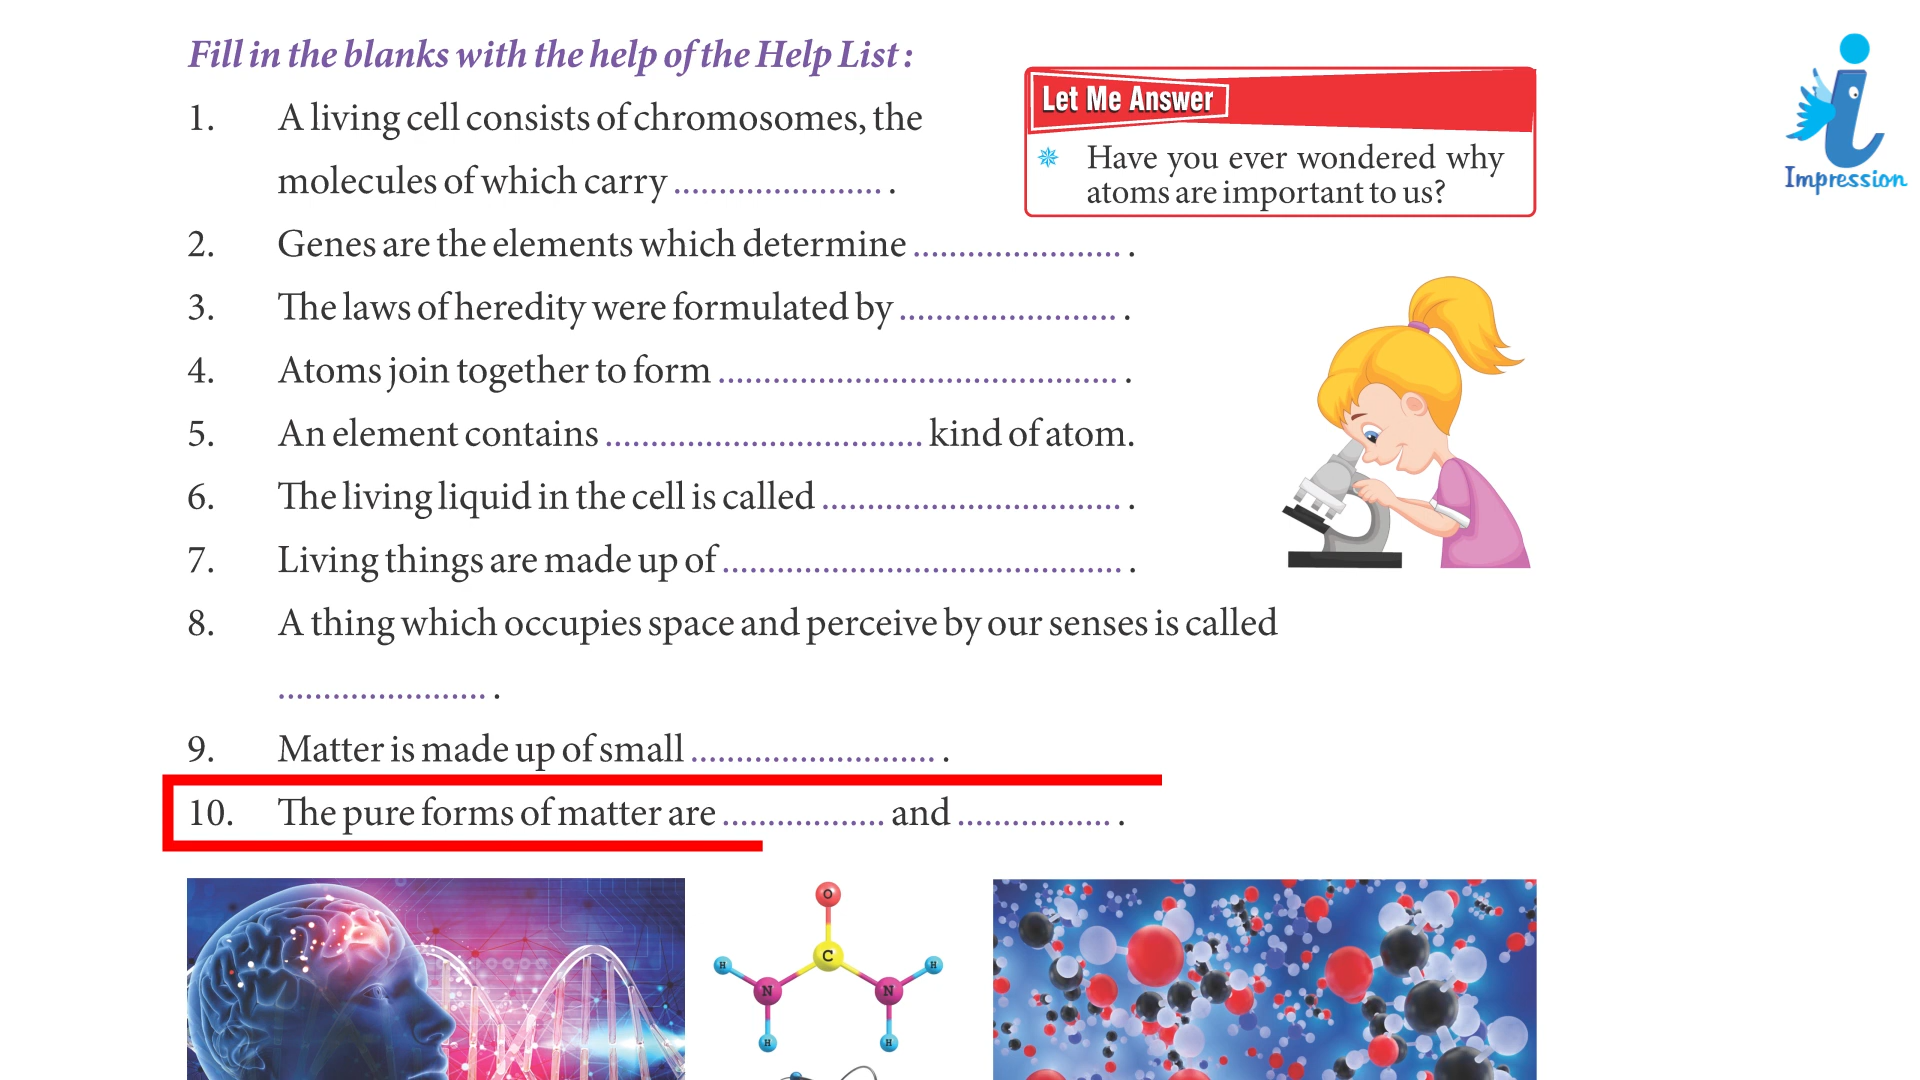 Fill in the blanks with the help of the Help List :
1. A living cell consists of chromosomes, the
molecules of which carry ....................... .
2. Genes are the elements which determine ....................... .
3. The laws of heredity were formulated by ........................ .
4. Atoms join together to form ............................................ .
5. An element contains ................................... kind of atom.
6. The living liquid in the cell is called ................................. .
7. Living things are made up of ............................................ .
8. A thing which occupies space and perceive by our senses is called
....................... .
9. Matter is made up of small ........................... .
10. The pure forms of matter are .................. and ................. .
Let Me Answer
Have you ever wondered why
atoms are important to us?
Impression
O
C
H
H
N
N
H
H